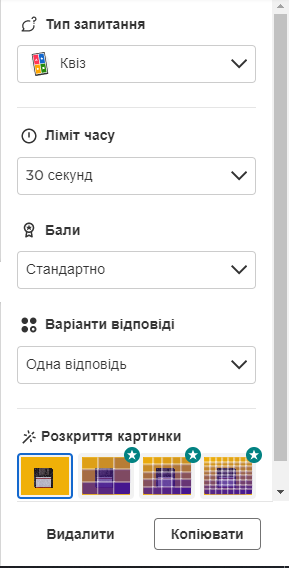 Тип запитання
Квіз
Ліміт часу
30 секунд
Бали
Стандартно
Варіанти відповіді
Одна відповідь
Розкриття картинки
Видалити
Копіювати